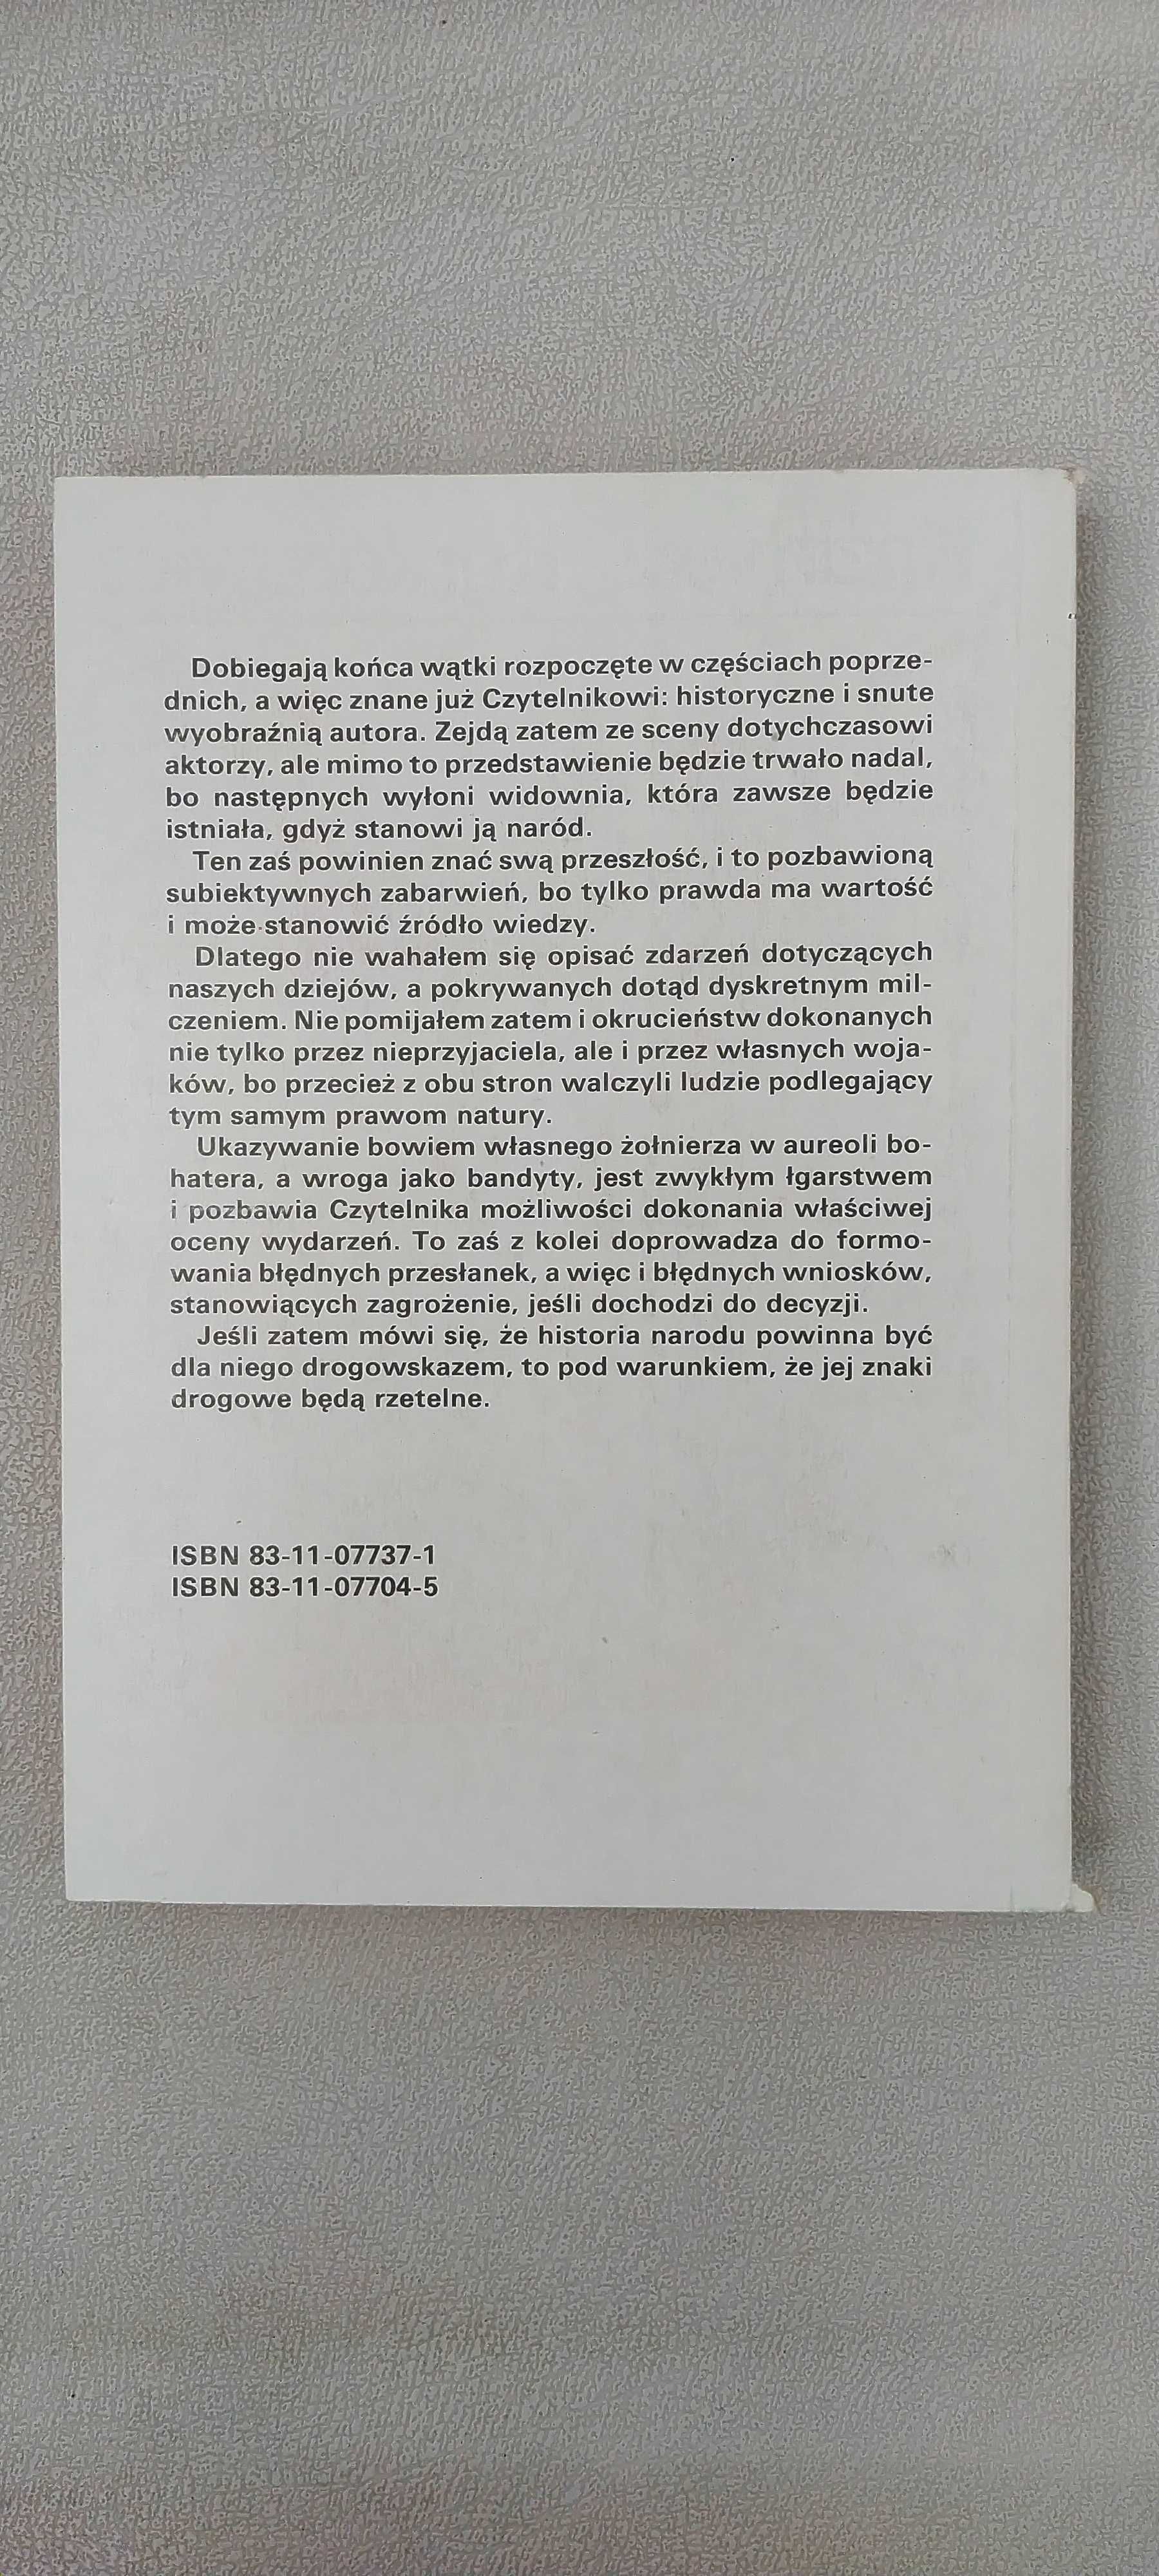 Dobiegają końca wątki rozpoczęte w częściach poprze-
dnich, a więc znane już Czytelnikowi: historyczne i snute
wyobraźnią autora. Zejdą zatem ze sceny dotychczasowi
aktorzy, ale mimo to przedstawienie będzie trwało nadal,
bo następnych wyłoni widownia, która zawsze będzie
istniała, gdyż stanowi ją naród.
Ten zaś powinien znać swą przeszłość, i to pozbawioną
subiektywnych zabarwień, bo tylko prawda ma wartość
i może stanowić źródło wiedzy.
Dlatego nie wahałem się opisać zdarzeń dotyczących
naszych dziejów, a pokrywanych dotąd dyskretnym mil-
czeniem. Nie pomijałem zatem i okrucieństw dokonanych
nie tylko przez nieprzyjaciela, ale i przez własnych woja-
ków, bo przecież z obu stron walczyli ludzie podlegający
tym samym prawom natury.
Ukazywanie bowiem własnego żołnierza w aureoli bo-
hatera, a wroga jako bandyty, jest zwykłym łgarstwem
i pozbawia Czytelnika możliwości dokonania właściwej
oceny wydarzeń. To zaś z kolei doprowadza do formo-
wania błędnych przesłanek, a więc i błędnych wniosków,
stanowiących zagrożenie, jeśli dochodzi do decyzji.
Jeśli zatem mówi się, że historia narodu powinna być
dla niego drogowskazem, to pod warunkiem, że jej znaki
drogowe będą rzetelne.
ISBN 83-11-07737-1
ISBN 83-11-07704-5